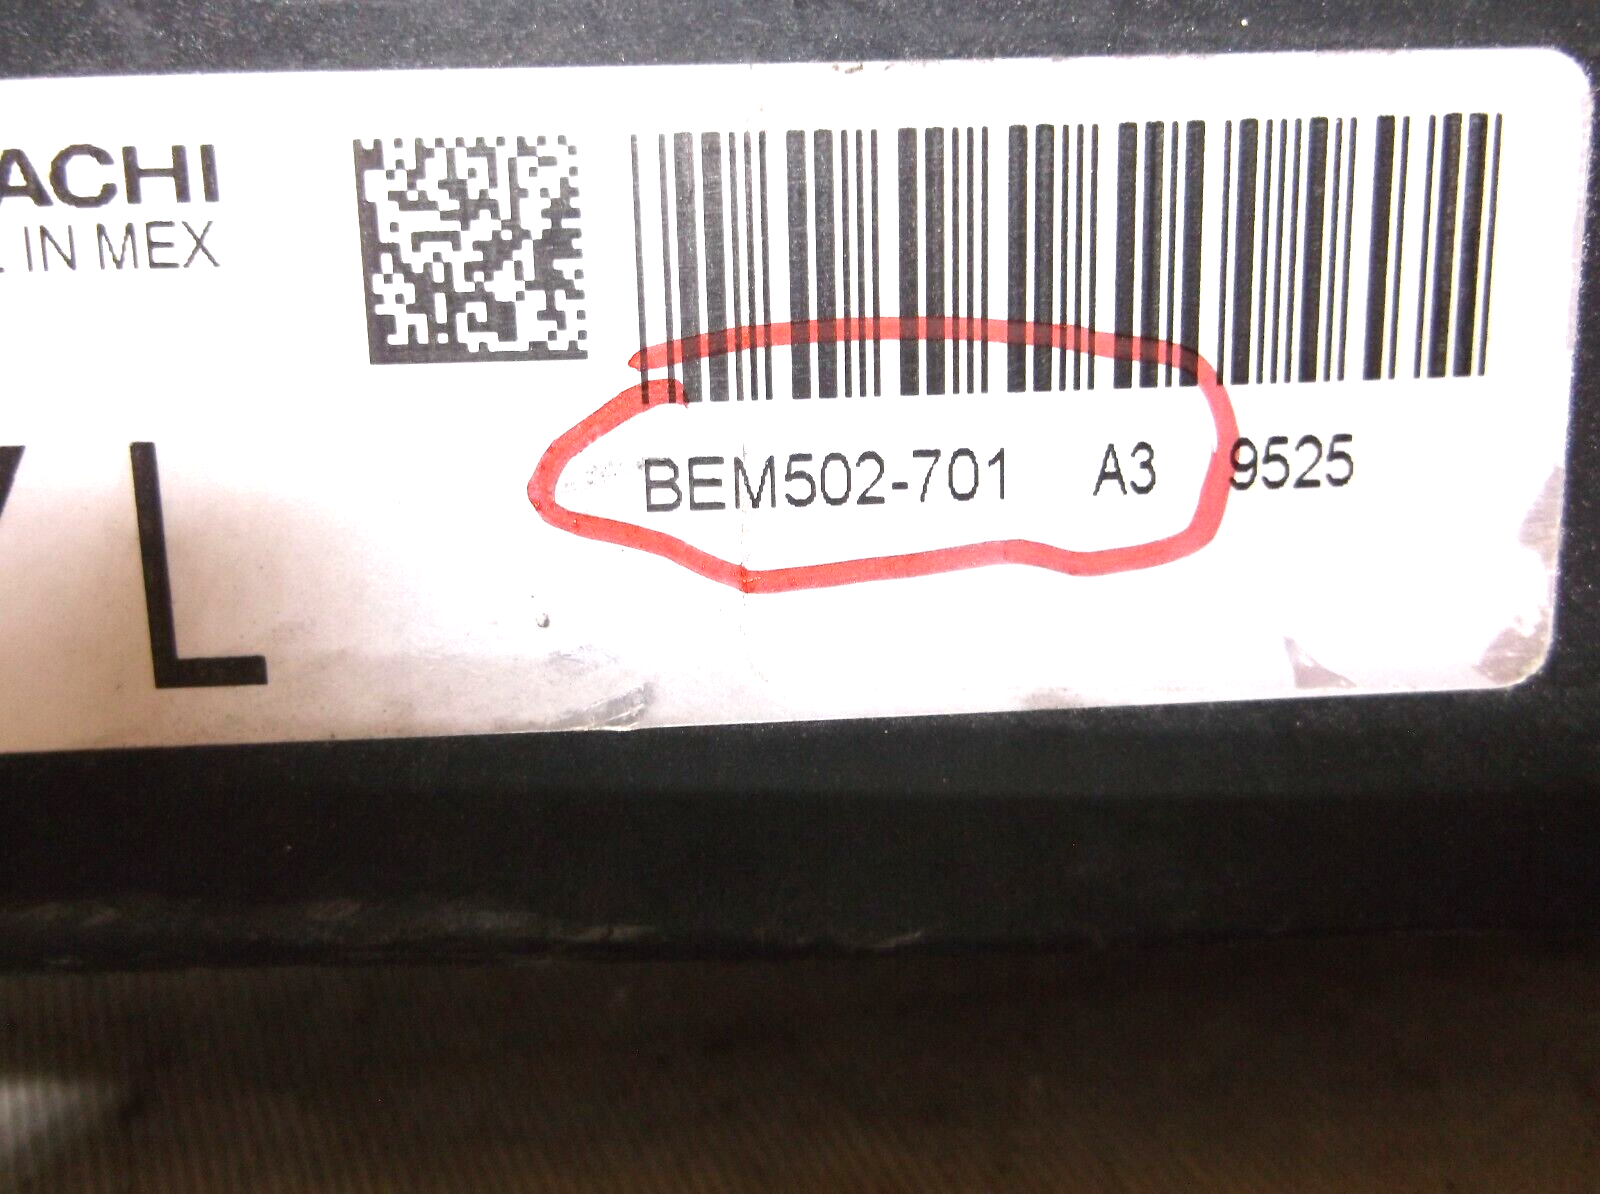 ACHI
IN MEX
L
BEM502-701 A3 9525